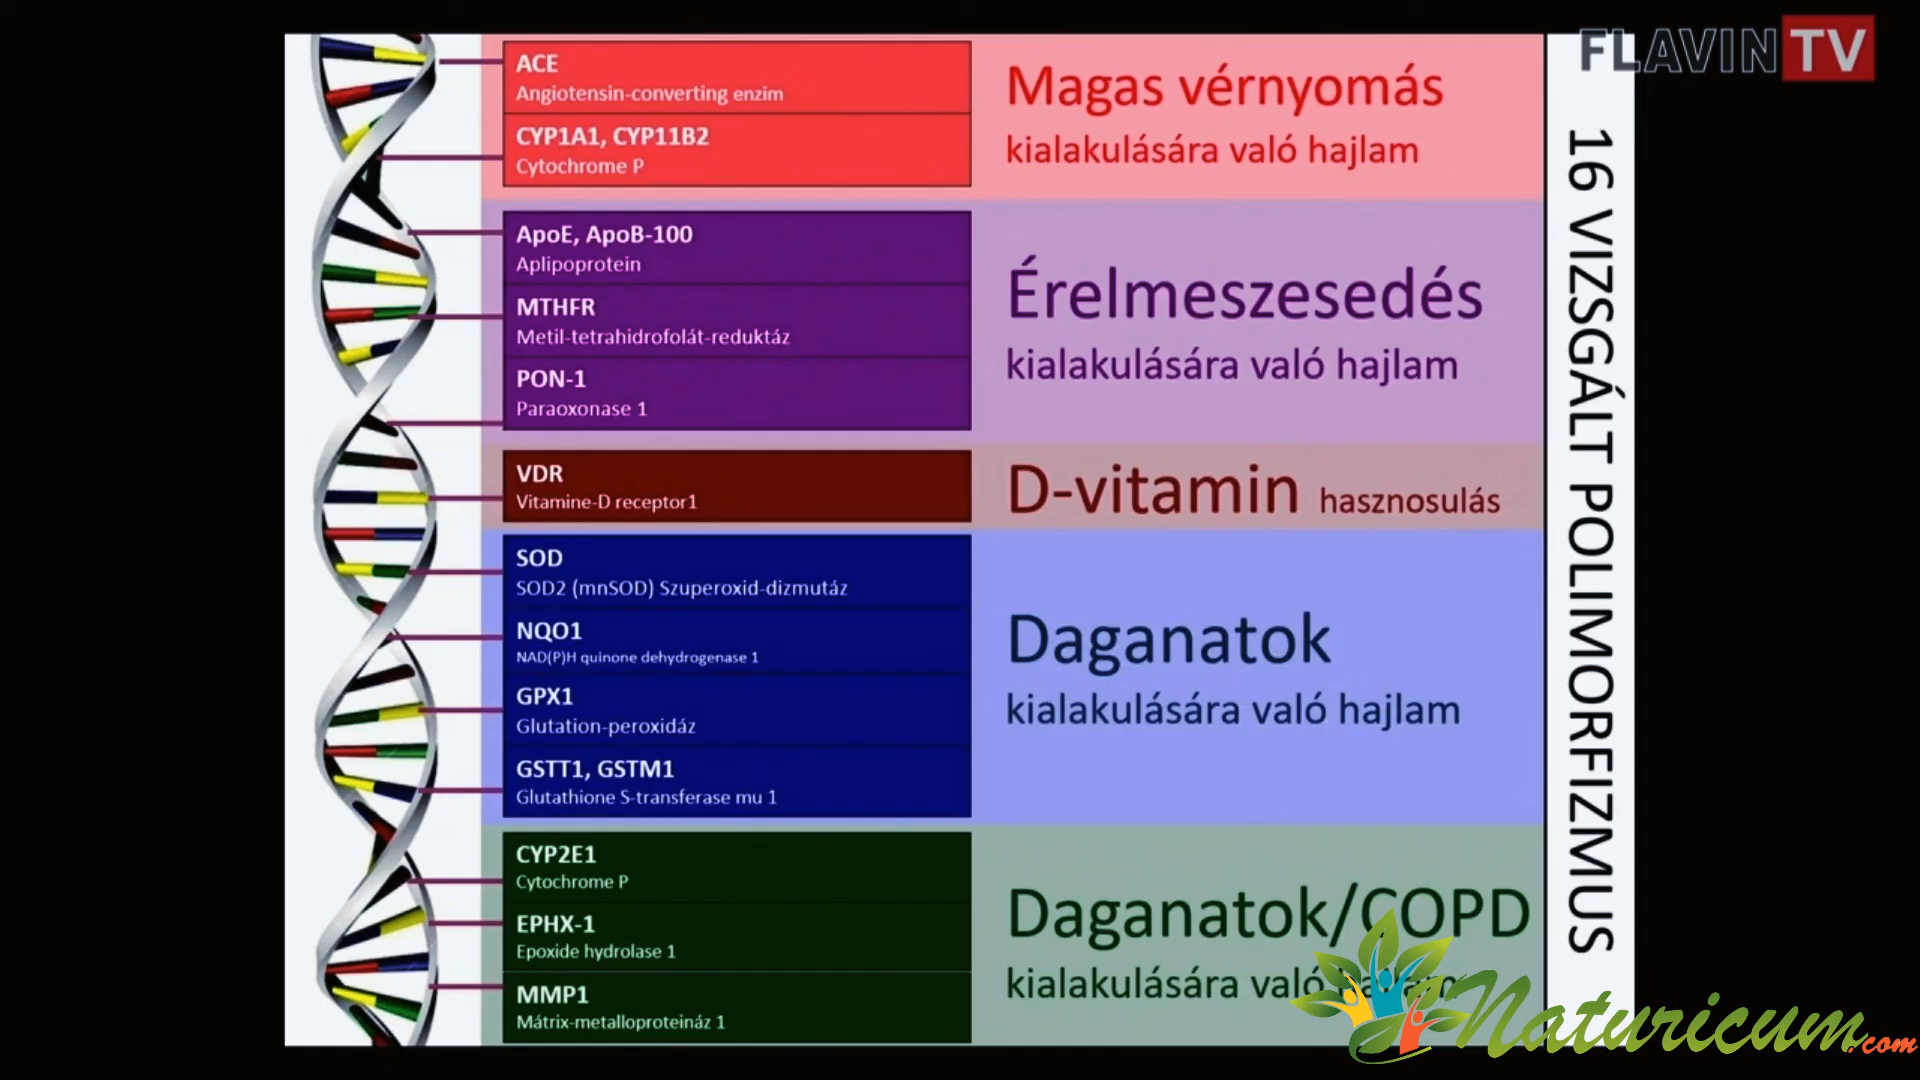 FLAVIN TV
ACE
Angiotensin-converting enzim
CYP1A1, CYP11B2
Cytochrome P
Magas vérnyomás
kialakulására való hajlam
ApoE, ApoB-100
Aplipoprotein
MTHFR
Metil-tetrahidrofolát-reduktáz
PON-1
Paraoxonase 1
Érelmeszesedés
kialakulására való hajlam
VDR
Vitamine-D receptor1
D-vitamin hasznosulás
SOD
SOD2 (mnSOD) Szuperoxid-dizmutáz
NQO1
NAD(P)H quinone dehydrogenase 1
GPX1
Glutation-peroxidáz
GSTT1, GSTM1
Glutathione S-transferase mu 1
Daganatok
kialakulására való hajlam
CYP2E1
Cytochrome P
EPHX-1
Epoxide hydrolase 1
MMP1
Mátrix-metalloproteináz 1
Daganatok/COPD
kialakulására való hajlam
16 VIZSGÁLT POLIMORFIZMUS
Naturicum.com